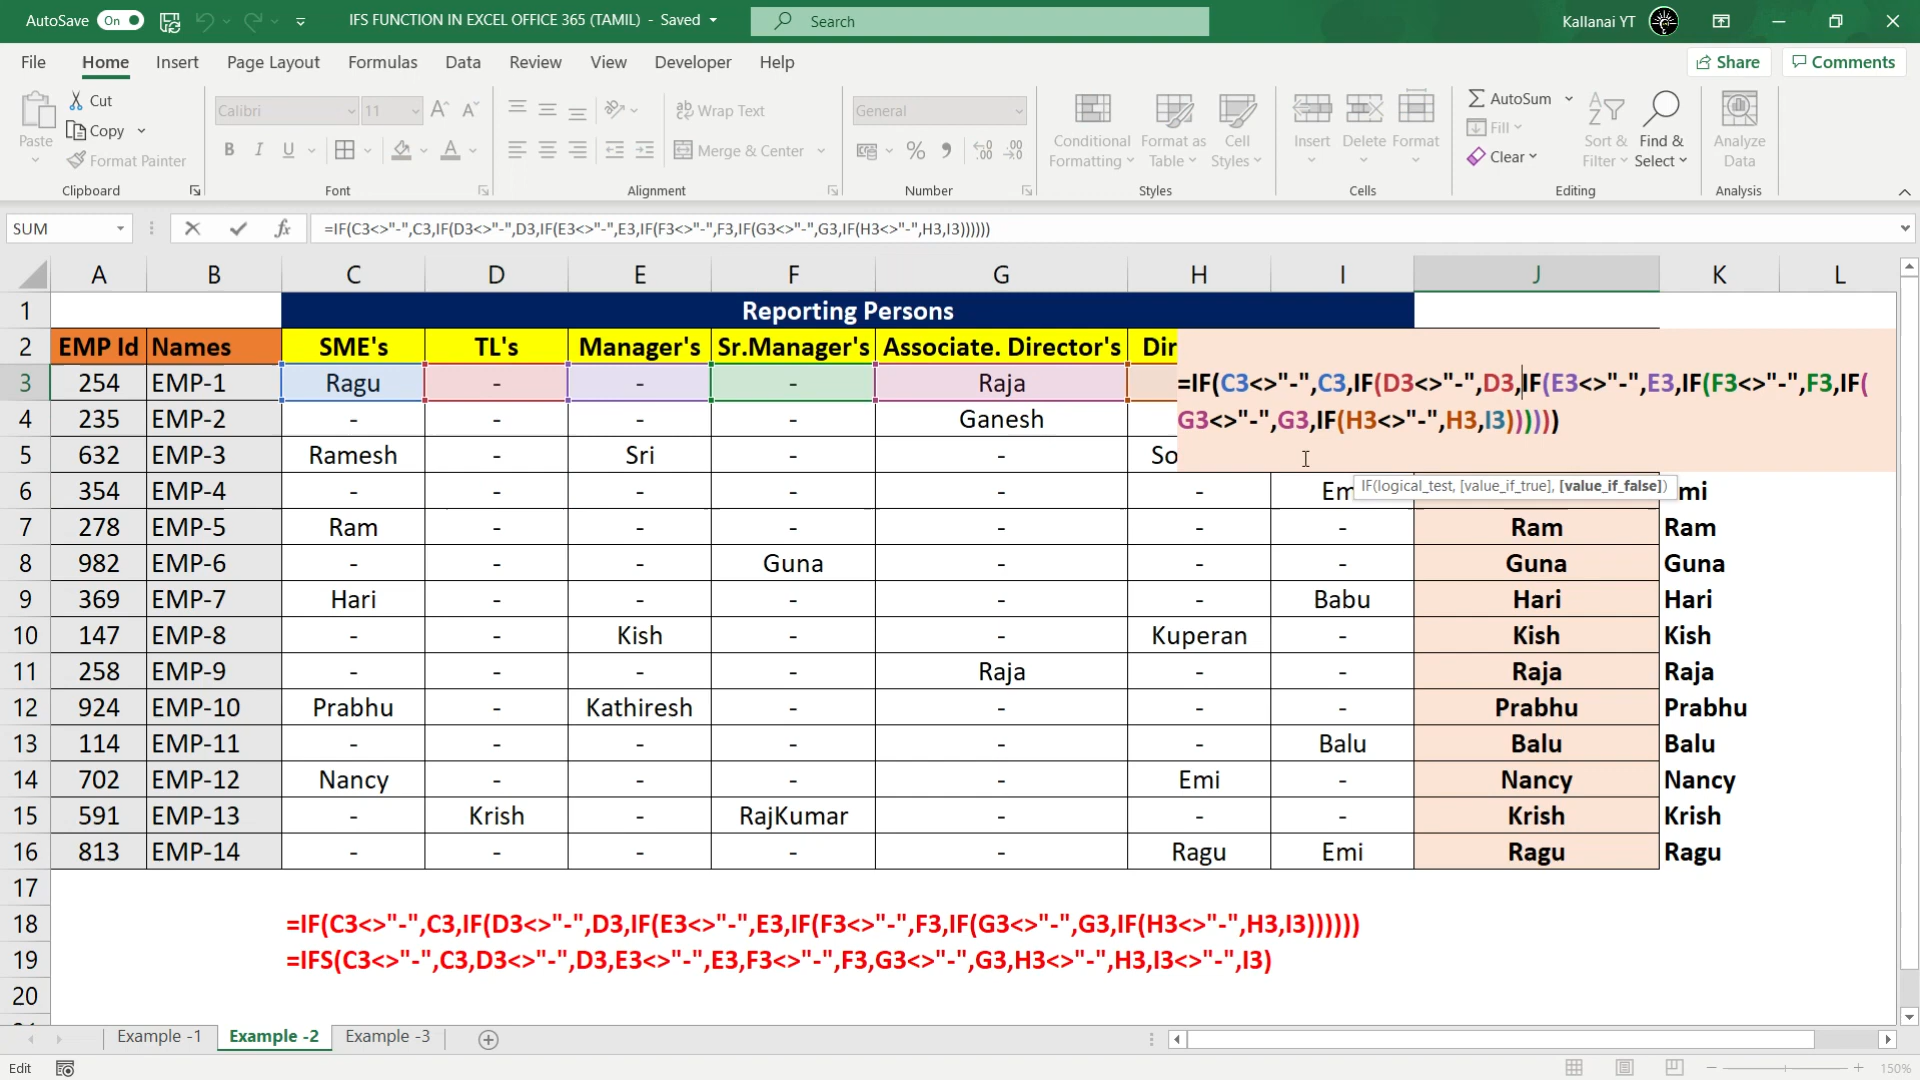 AutoSave On IFS FUNCTION IN EXCEL OFFICE 365 (TAMIL) - Saved Search Kallanai YT
File Home Insert Page Layout Formulas Data Review View Developer Help Share Comments
Paste Cut Copy Format Painter Clipboard
Calibri 11 A^ A B I U A Font
ab Wrap Text Merge & Center Alignment
General % , Number
Conditional Formatting Format as Table Cell Styles Styles
Insert Delete Format Cells
AutoSum Fill Clear Sort & Filter Find & Select Editing
Analyze Data Analysis
SUM fx =IF(C3<>"-",C3,IF(D3<>"-",D3,IF(E3<>"-",E3,IF(F3<>"-",F3,IF(G3<>"-",G3,IF(H3<>"-",H3,I3))))))
A B C D E F G H I J K L
1 Reporting Persons
2 EMP Id Names SME's TL's Manager's Sr.Manager's Associate. Director's Dir
3 254 EMP-1 Ragu - - - Raja =IF(C3<>"-",C3,IF(D3<>"-",D3,IF(E3<>"-",E3,IF(F3<>"-",F3,IF(
G3<>"-",G3,IF(H3<>"-",H3,I3))))))
4 235 EMP-2 - - - - Ganesh
5 632 EMP-3 Ramesh - Sri - - So
IF(logical_test, [value_if_true], [value_if_false])
6 354 EMP-4 - - - - - - Em mi
7 278 EMP-5 Ram - - - - - - Ram Ram
8 982 EMP-6 - - - Guna - - - Guna Guna
9 369 EMP-7 Hari - - - - - Babu Hari Hari
10 147 EMP-8 - - Kish - - Kuperan - Kish Kish
11 258 EMP-9 - - - - Raja - - Raja Raja
12 924 EMP-10 Prabhu - Kathiresh - - - - Prabhu Prabhu
13 114 EMP-11 - - - - - - Balu Balu Balu
14 702 EMP-12 Nancy - - - - Emi - Nancy Nancy
15 591 EMP-13 - Krish - RajKumar - - - Krish Krish
16 813 EMP-14 - - - - - Ragu Emi Ragu Ragu
17
18 =IF(C3<>"-",C3,IF(D3<>"-",D3,IF(E3<>"-",E3,IF(F3<>"-",F3,IF(G3<>"-",G3,IF(H3<>"-",H3,I3))))))
19 =IFS(C3<>"-",C3,D3<>"-",D3,E3<>"-",E3,F3<>"-",F3,G3<>"-",G3,H3<>"-",H3,I3<>"-",I3)
20
Example -1 Example -2 Example -3
Edit 150%